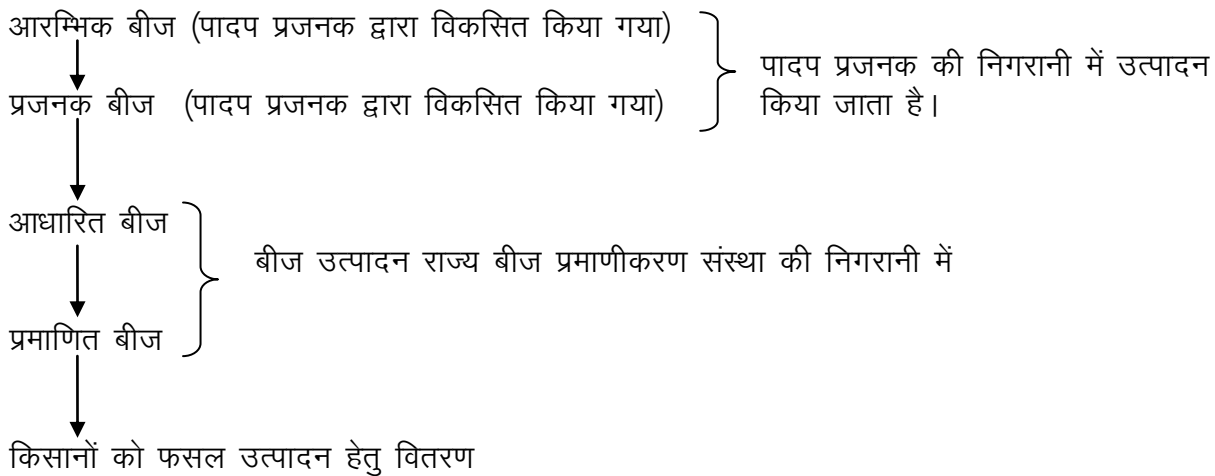 आरम्भिक बीज (पादप प्रजनक द्वारा विकसित किया गया)
प्रजनक बीज (पादप प्रजनक द्वारा विकसित किया गया)
पादप प्रजनक की निगरानी में उत्पादन
किया जाता है।
आधारित बीज
बीज उत्पादन राज्य बीज प्रमाणीकरण संस्था की निगरानी में
प्रमाणित बीज
किसानों को फसल उत्पादन हेतु वितरण